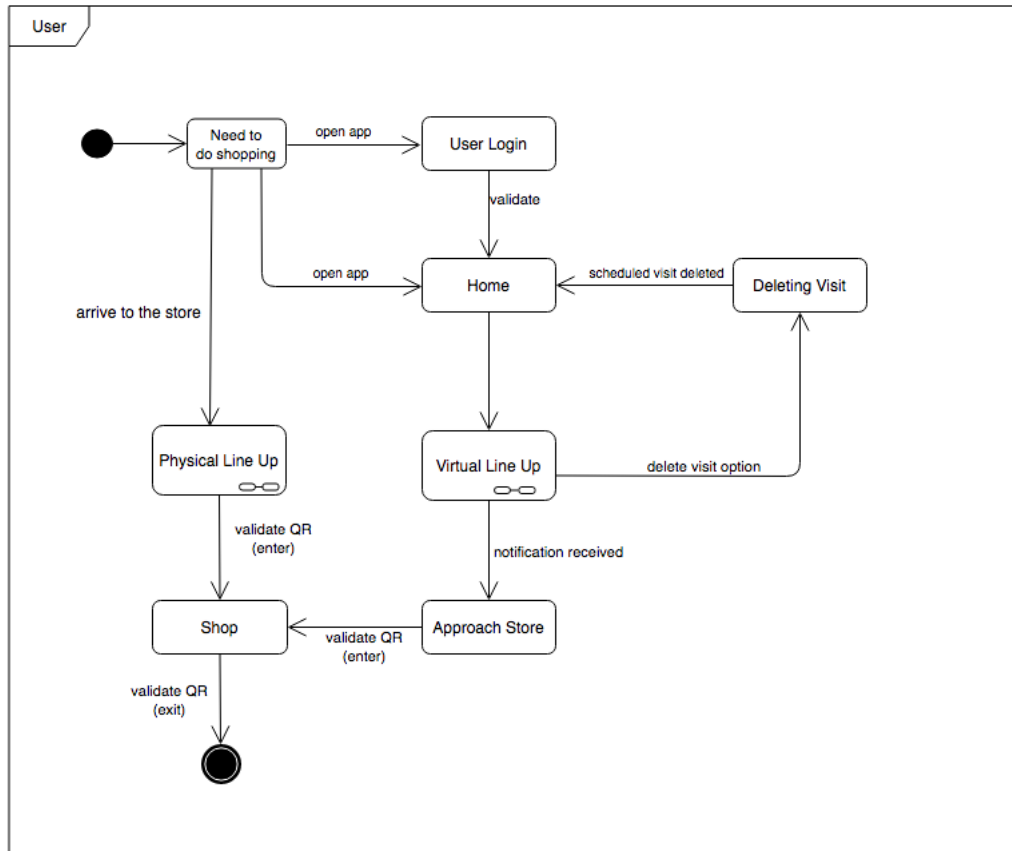 User
Need to
do shopping
open app
User Login
validate
open app
Home
scheduled visit deleted
Deleting Visit
arrive to the store
Physical Line Up
Virtual Line Up
delete visit option
validate QR
(enter)
notification received
Shop
validate QR
(enter)
Approach Store
validate QR
(exit)